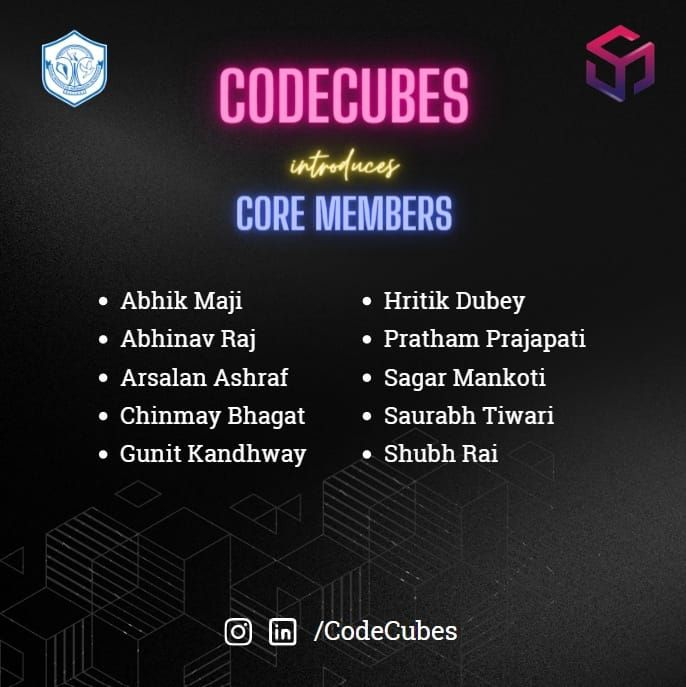 CODECUBES
introduces
CORE MEMBERS
• Abhik Maji
• Abhinav Raj
• Arsalan Ashraf
• Chinmay Bhagat
• Gunit Kandhway
• Hritik Dubey
• Pratham Prajapati
• Sagar Mankoti
• Saurabh Tiwari
• Shubh Rai
/CodeCubes